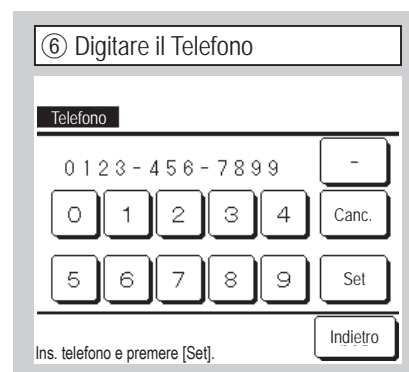 ⑥ Digitare il Telefono
Telefono
0123-456-7899 -
0 1 2 3 4 Canc.
5 6 7 8 9 Set
Ins. telefono e premere [Set]. Indietro